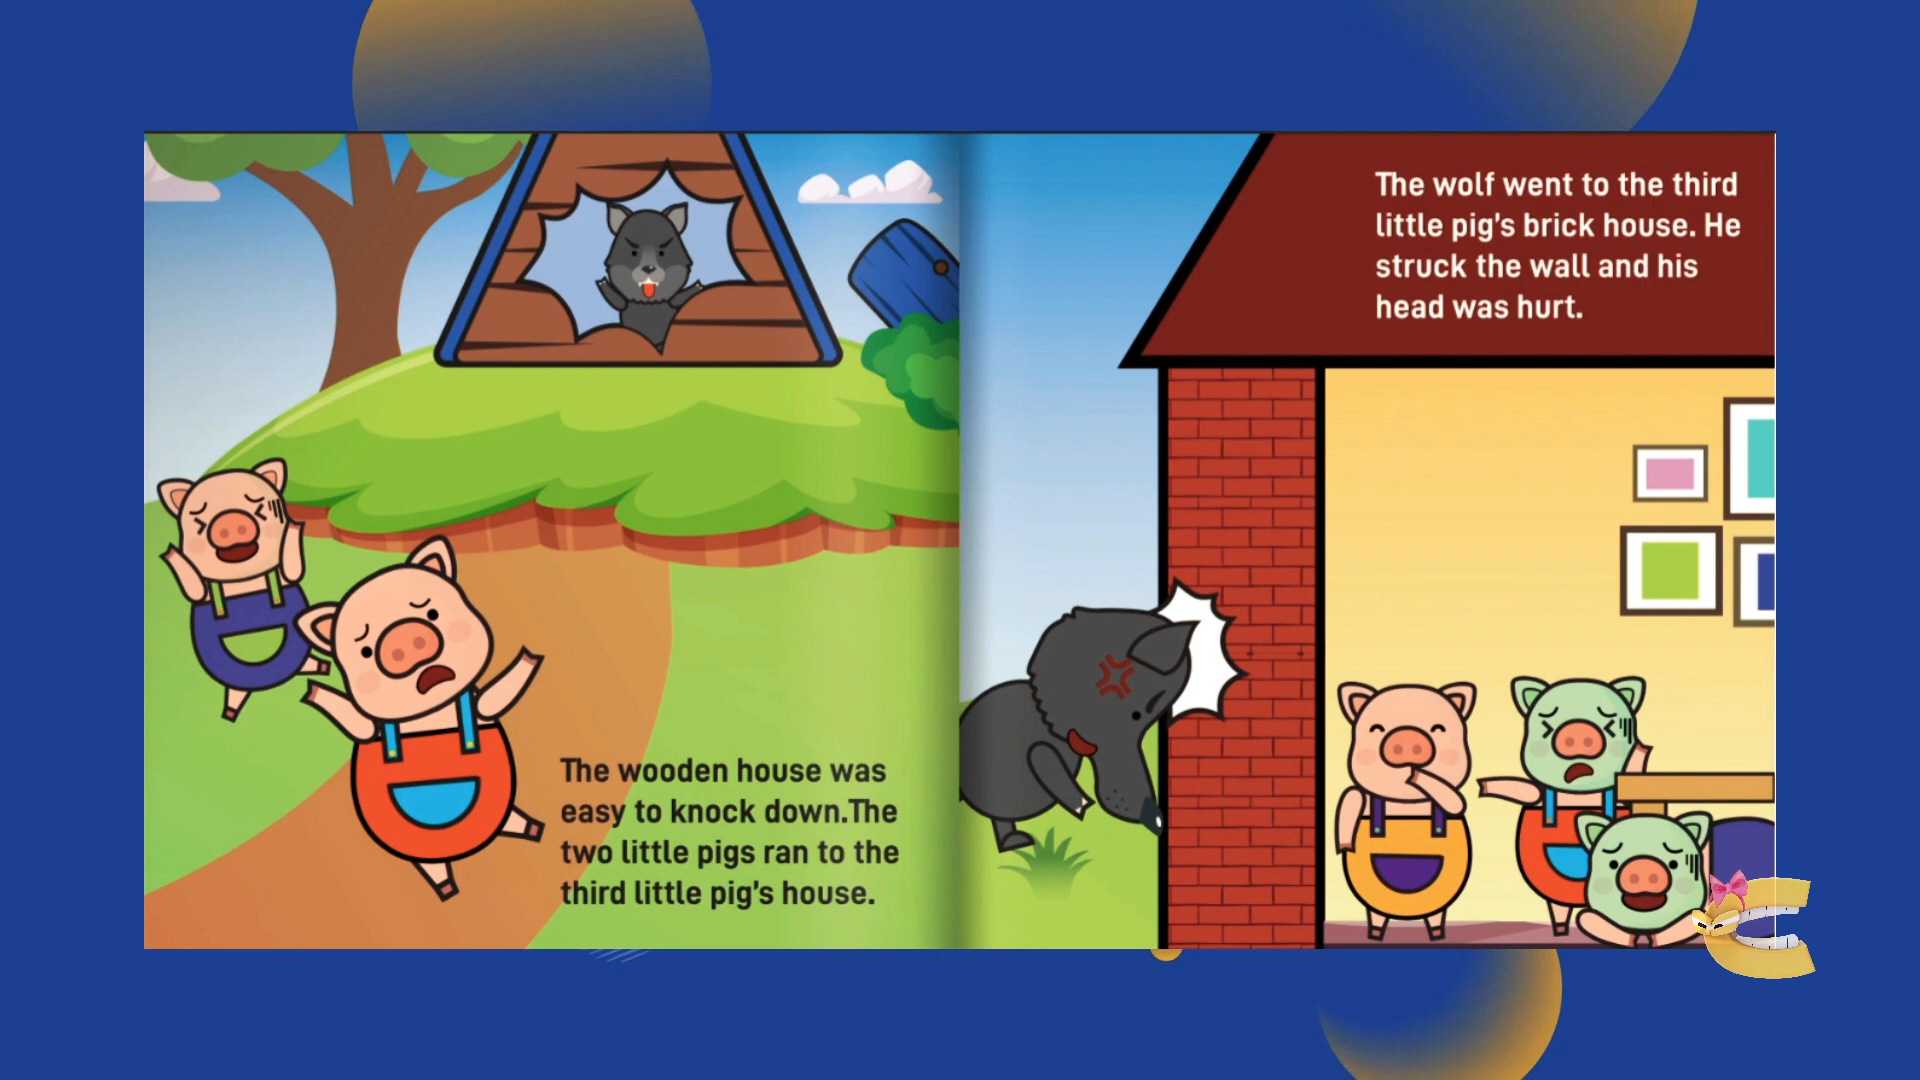 The wooden house was
easy to knock down.The
two little pigs ran to the
third little pig's house.
The wolf went to the third
little pig's brick house. He
struck the wall and his
head was hurt.